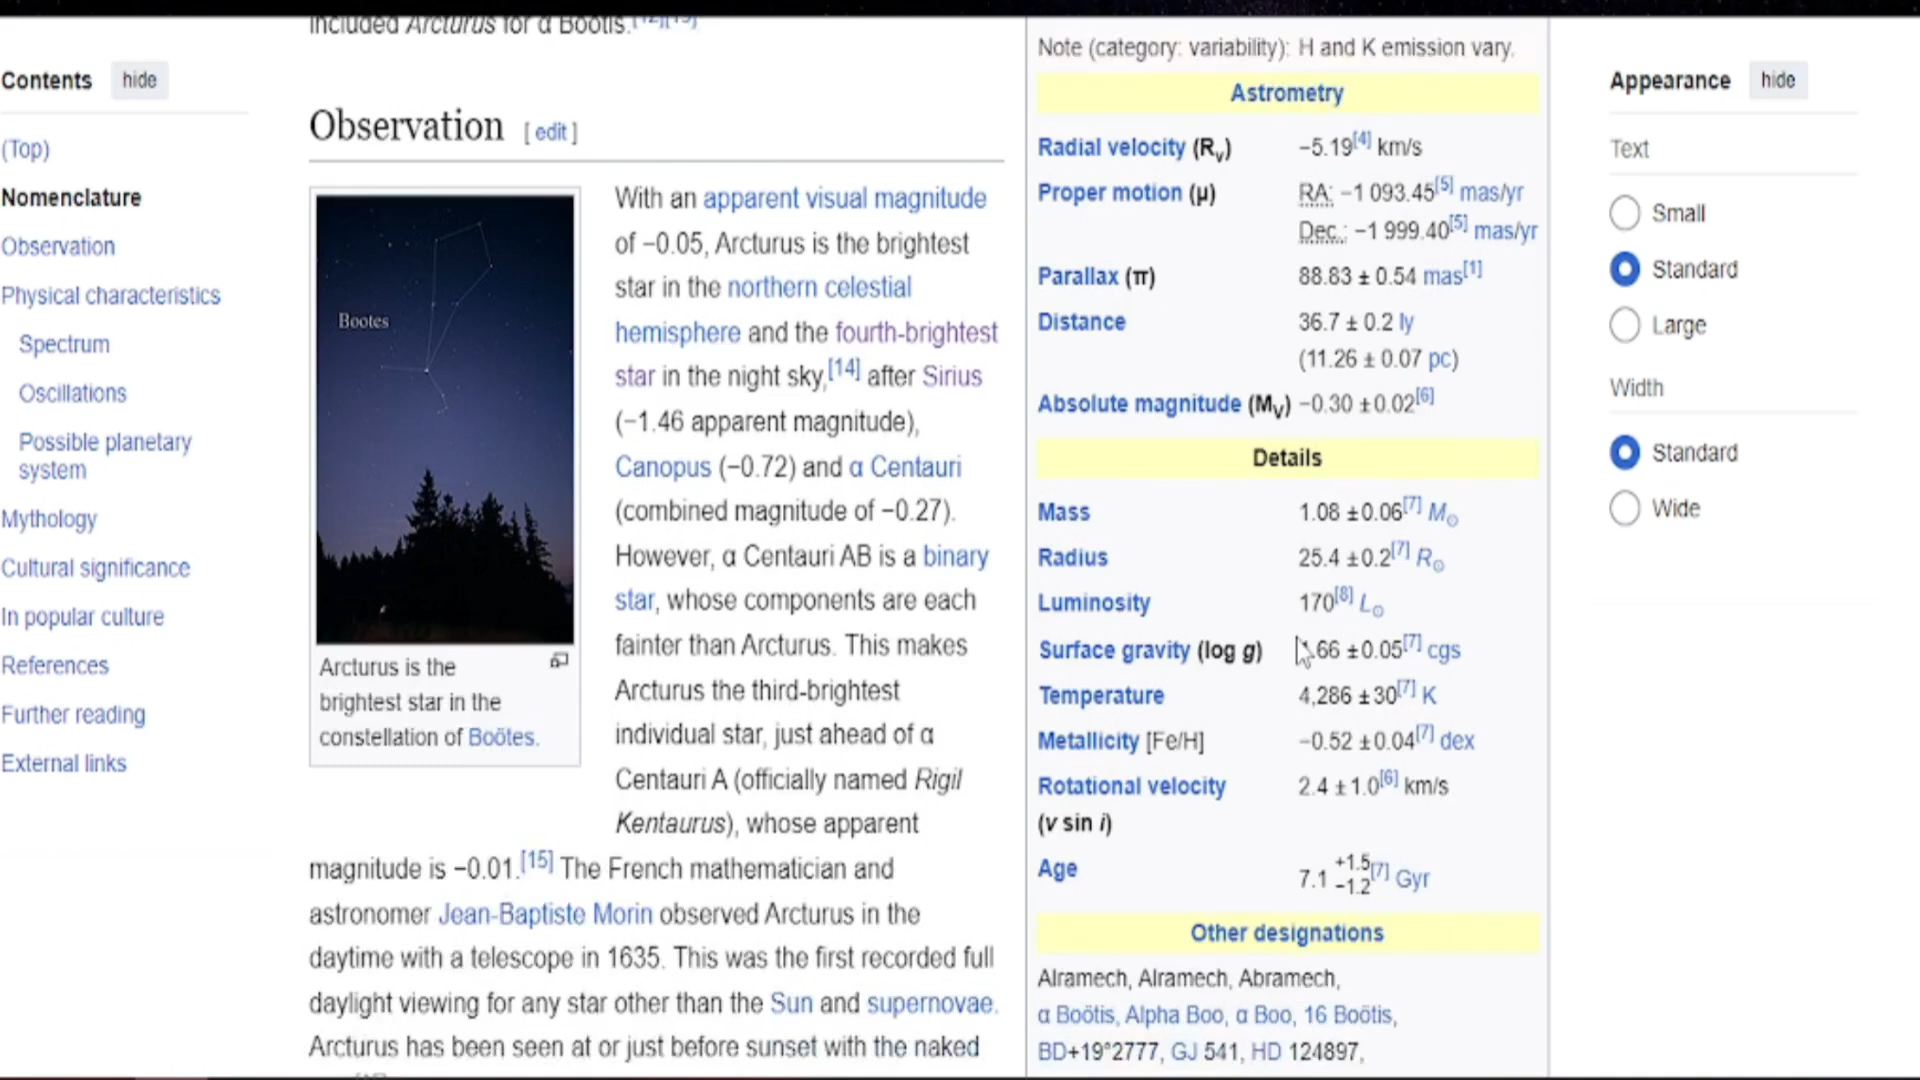 included Arcturus for α Boötis.[12][13]
Contents hide
(Top)
Nomenclature
Observation
Physical characteristics
Spectrum
Oscillations
Possible planetary
system
Mythology
Cultural significance
In popular culture
References
Further reading
External links
Observation [ edit ]
Bootes
Arcturus is the
brightest star in the
constellation of Boötes.
With an apparent visual magnitude
of −0.05, Arcturus is the brightest
star in the northern celestial
hemisphere and the fourth-brightest
star in the night sky,[14] after Sirius
(−1.46 apparent magnitude),
Canopus (−0.72) and α Centauri
(combined magnitude of −0.27).
However, α Centauri AB is a binary
star, whose components are each
fainter than Arcturus. This makes
Arcturus the third-brightest
individual star, just ahead of α
Centauri A (officially named Rigil
Kentaurus), whose apparent
magnitude is −0.01.[15] The French mathematician and
astronomer Jean-Baptiste Morin observed Arcturus in the
daytime with a telescope in 1635. This was the first recorded full
daylight viewing for any star other than the Sun and supernovae.
Arcturus has been seen at or just before sunset with the naked
Note (category: variability): H and K emission vary.
Astrometry
Radial velocity (Rv) −5.19[4] km/s
Proper motion (μ) RA: −1 093.45[5] mas/yr
Dec.: −1 999.40[5] mas/yr
Parallax (π) 88.83 ± 0.54 mas[1]
Distance 36.7 ± 0.2 ly
(11.26 ± 0.07 pc)
Absolute magnitude (MV) −0.30 ±0.02[6]
Details
Mass 1.08 ±0.06[7] M☉
Radius 25.4 ±0.2[7] R☉
Luminosity 170[8] L☉
Surface gravity (log g) .66 ±0.05[7] cgs
Temperature 4,286 ±30[7] K
Metallicity [Fe/H] −0.52 ±0.04[7] dex
Rotational velocity 2.4 ± 1.0[6] km/s
(v sin i)
Age 7.1 +1.5 −1.2[7] Gyr
Other designations
Alramech, Alramech, Abramech,
α Boötis, Alpha Boo, α Boo, 16 Boötis,
BD+19°2777, GJ 541, HD 124897,
Appearance hide
Text
Small
Standard
Large
Width
Standard
Wide